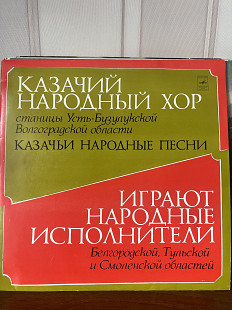 КАЗАЧИЙ
НАРОДНЫЙ ХОР
станицы Усть-Бузулукской
Волгоградской области
КАЗАЧЬИ НАРОДНЫЕ ПЕСНИ
ИГРАЮТ
НАРОДНЫЕ
ИСПОЛНИТЕЛИ
Белгородской, Тульской
и Смоленской областей